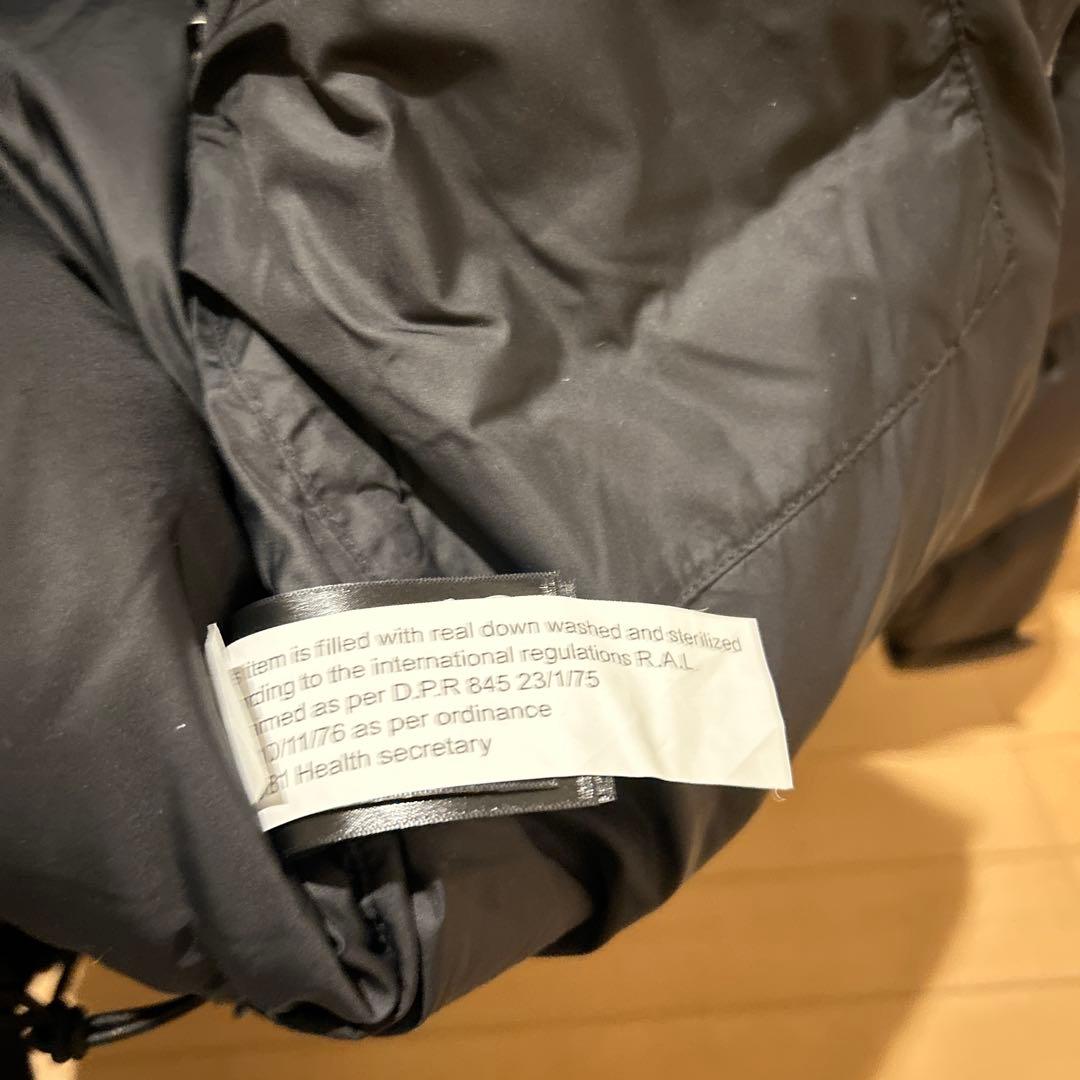 item is filled with real down washed and sterilized
rding to the international regulations R.A.L
rmed as per D.P.R 845 23/1/75
0/11/76 as per ordinance
Health secretary